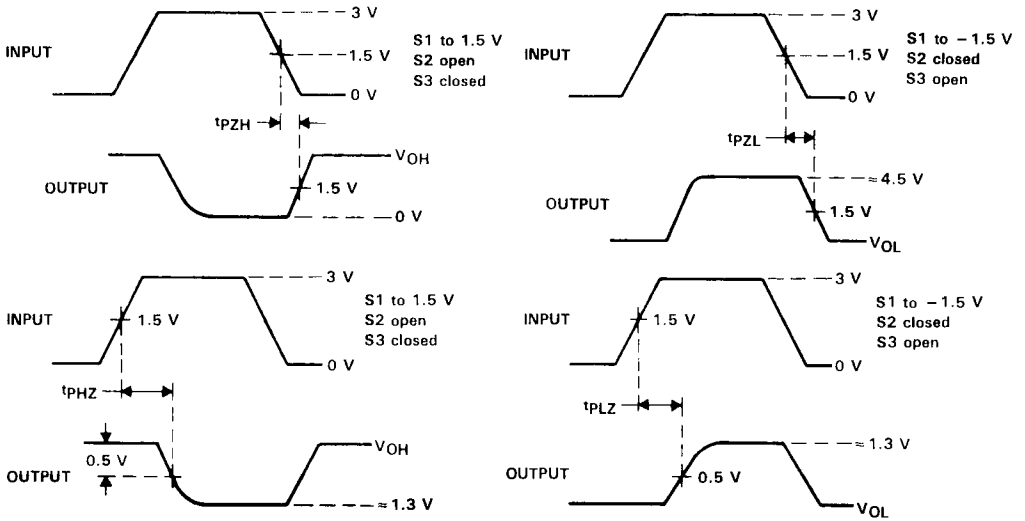 3 V
INPUT
1.5 V
S1 to 1.5 V
S2 open
S3 closed
0 V
tPZH
VOH
OUTPUT
1.5 V
0 V
3 V
INPUT
1.5 V
S1 to −1.5 V
S2 closed
S3 open
0 V
tPZL
≈4.5 V
OUTPUT
1.5 V
VOL
3 V
INPUT
1.5 V
S1 to 1.5 V
S2 open
S3 closed
0 V
tPHZ
VOH
0.5 V
OUTPUT
≈1.3 V
3 V
INPUT
1.5 V
S1 to −1.5 V
S2 closed
S3 open
0 V
tPLZ
≈1.3 V
OUTPUT
0.5 V
VOL